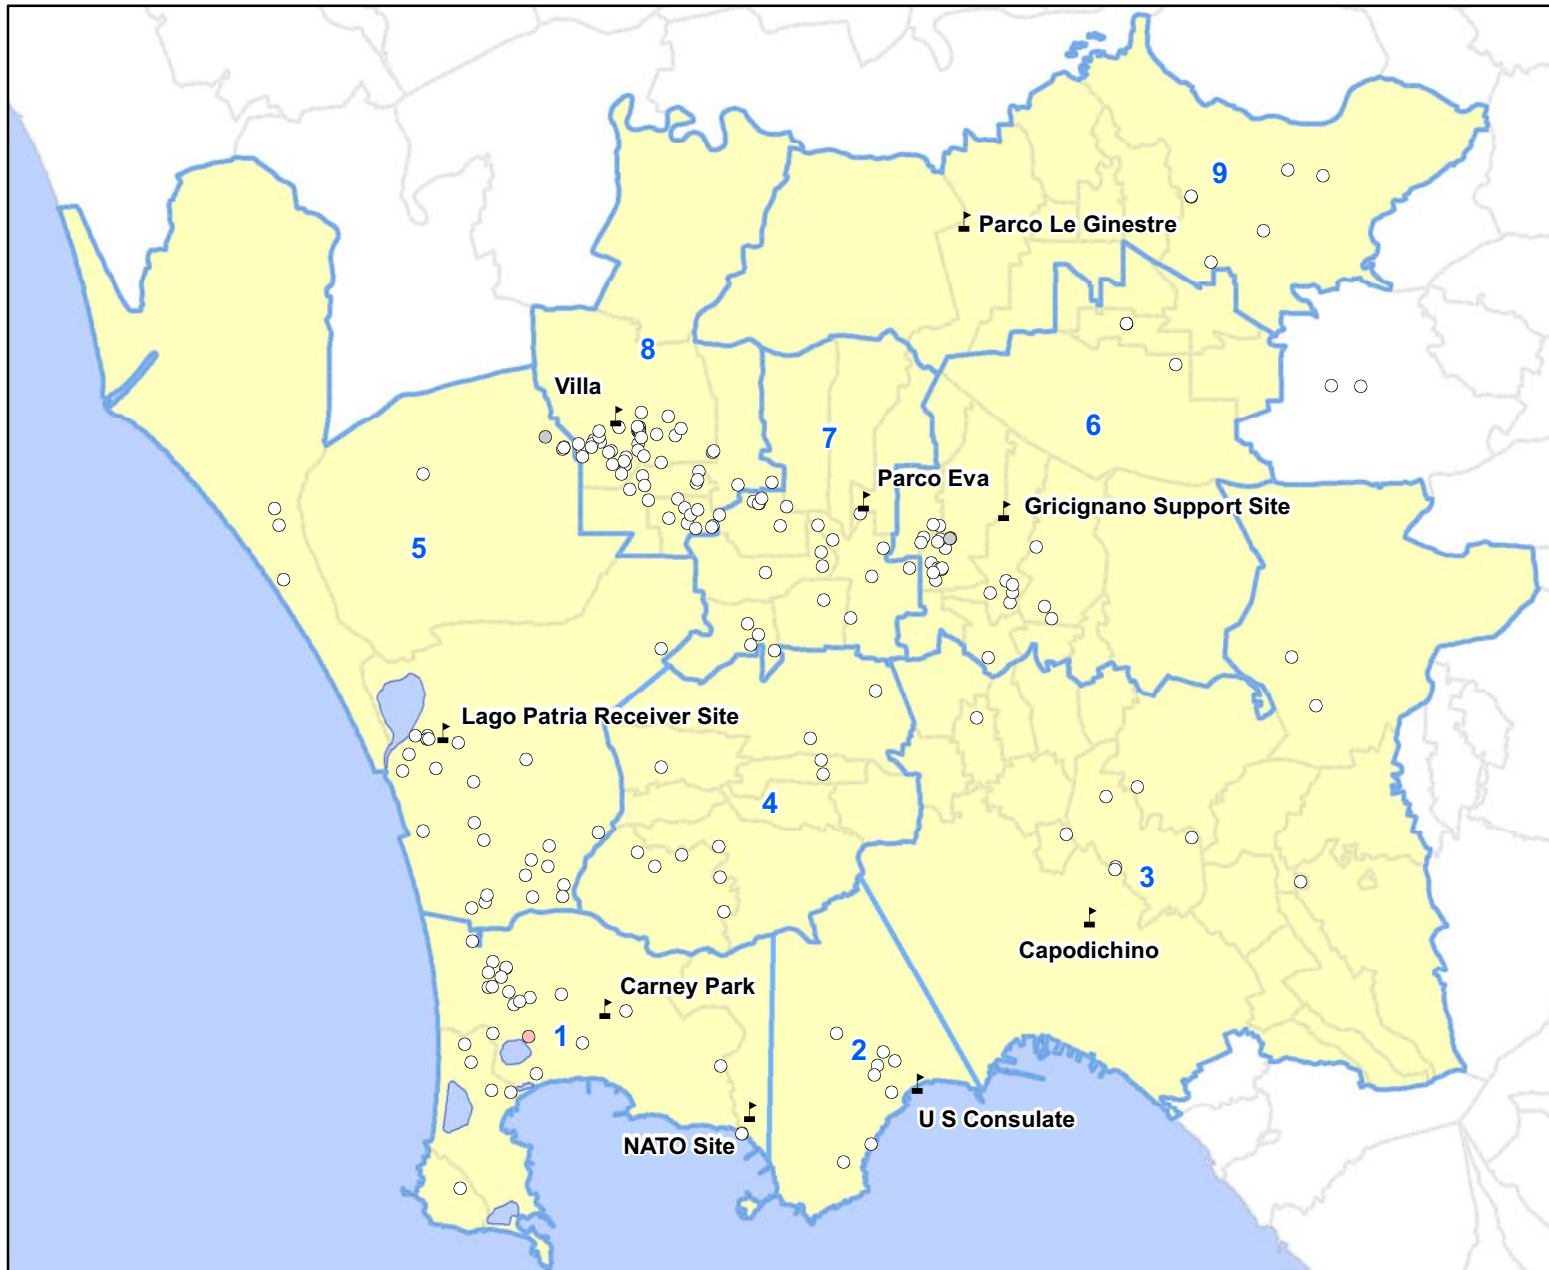 9
Parco Le Ginestre
8
Villa
7
6
Parco Eva
Gricignano Support Site
5
Lago Patria Receiver Site
4
3
Capodichino
Carney Park
1
2
U S Consulate
NATO Site